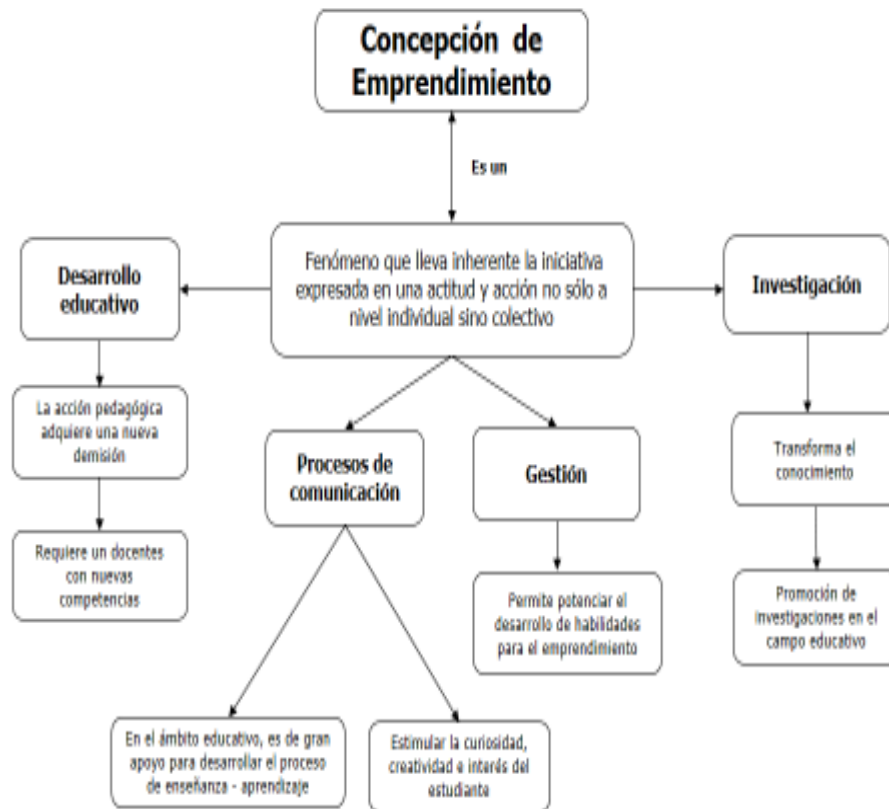 Concepción de
Emprendimiento
Es un
Fenómeno que lleva inherente la iniciativa
expresada en una actitud y acción no sólo a
nivel individual sino colectivo
Desarrollo
educativo
Investigación
La acción pedagógica
adquiere una nueva
demisión
Requiere un docentes
con nuevas
competencias
Procesos de
comunicación
Gestión
Transforma el
conocimiento
Permite potenciar el
desarrollo de habilidades
para el emprendimiento
Promoción de
investigaciones en el
campo educativo
En el ámbito educativo, es de gran
apoyo para desarrollar el proceso
de enseñanza - aprendizaje
Estimular la curiosidad,
creatividad e interés del
estudiante